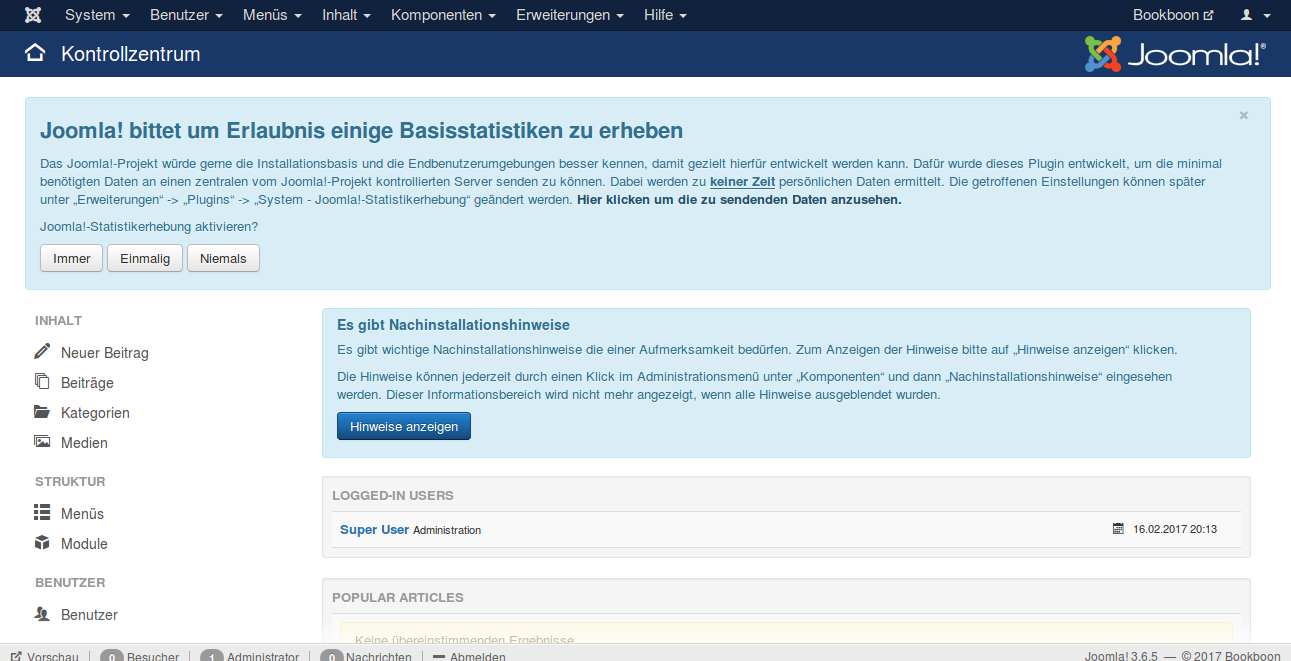 System Benutzer Menüs Inhalt Komponenten Erweiterungen Hilfe Bookboon
Kontrollzentrum Joomla!®
Joomla! bittet um Erlaubnis einige Basisstatistiken zu erheben ×
Das Joomla!-Projekt würde gerne die Installationsbasis und die Endbenutzerumgebungen besser kennen, damit gezielt hierfür entwickelt werden kann. Dafür wurde dieses Plugin entwickelt, um die minimal
benötigten Daten an einen zentralen vom Joomla!-Projekt kontrollierten Server senden zu können. Dabei werden zu keiner Zeit persönlichen Daten ermittelt. Die getroffenen Einstellungen können später
unter „Erweiterungen“ -> „Plugins“ -> „System - Joomla!-Statistikerhebung“ geändert werden. Hier klicken um die zu sendenden Daten anzusehen.
Joomla!-Statistikerhebung aktivieren?
Immer Einmalig Niemals
INHALT
Neuer Beitrag
Beiträge
Kategorien
Medien
STRUKTUR
Menüs
Module
BENUTZER
Benutzer
Es gibt Nachinstallationshinweise
Es gibt wichtige Nachinstallationshinweise die einer Aufmerksamkeit bedürfen. Zum Anzeigen der Hinweise bitte auf „Hinweise anzeigen“ klicken.
Die Hinweise können jederzeit durch einen Klick im Administrationsmenü unter „Komponenten“ und dann „Nachinstallationshinweise“ eingesehen
werden. Dieser Informationsbereich wird nicht mehr angezeigt, wenn alle Hinweise ausgeblendet wurden.
Hinweise anzeigen
LOGGED-IN USERS
Super User Administration 16.02.2017 20:13
POPULAR ARTICLES
Keine übereinstimmenden Ergebnisse
Vorschau 0 Besucher 1 Administrator 0 Nachrichten Abmelden Joomla! 3.6.5 — © 2017 Bookboon